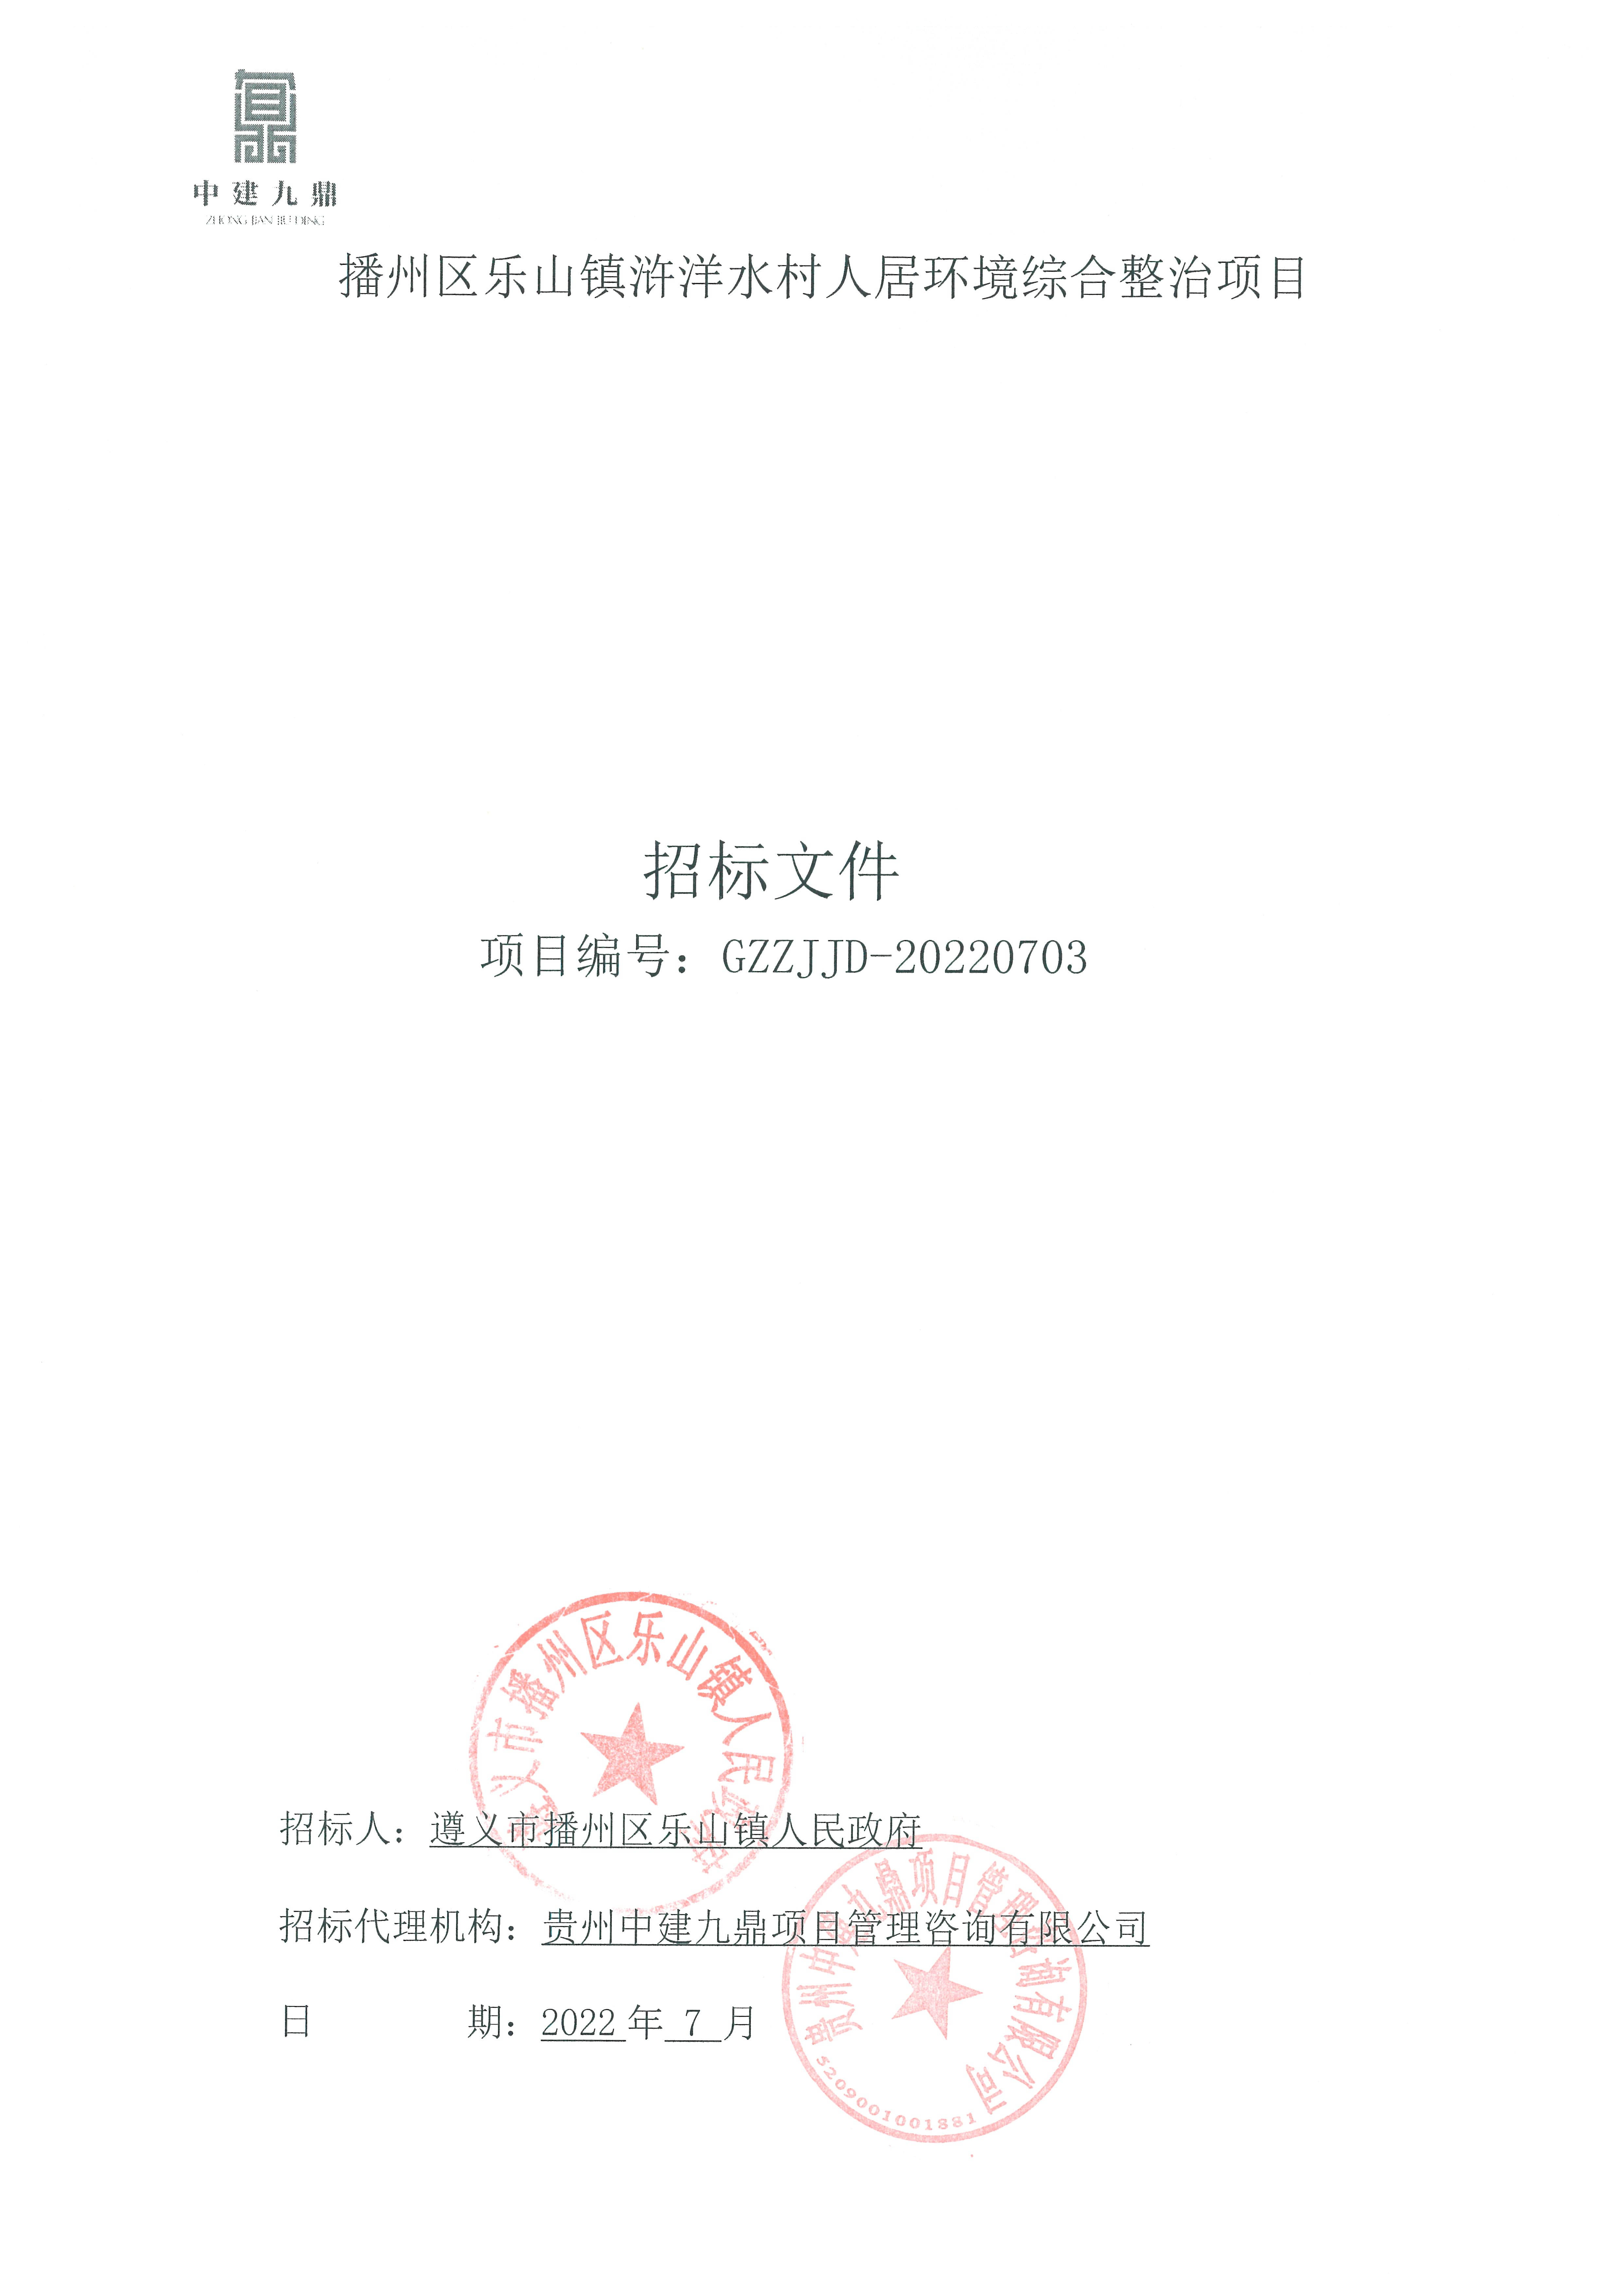 中建九鼎
ZHONG JIAN JIU DING
播州区乐山镇浒洋水村人居环境综合整治项目
招标文件
项目编号：GZZJJD-20220703
遵义市播州区乐山镇人民政府
招标人：遵义市播州区乐山镇人民政府
招标代理机构：贵州中建九鼎项目管理咨询有限公司
日期：2022年 7 月
贵州中建九鼎项目管理咨询有限公司
5209001001881